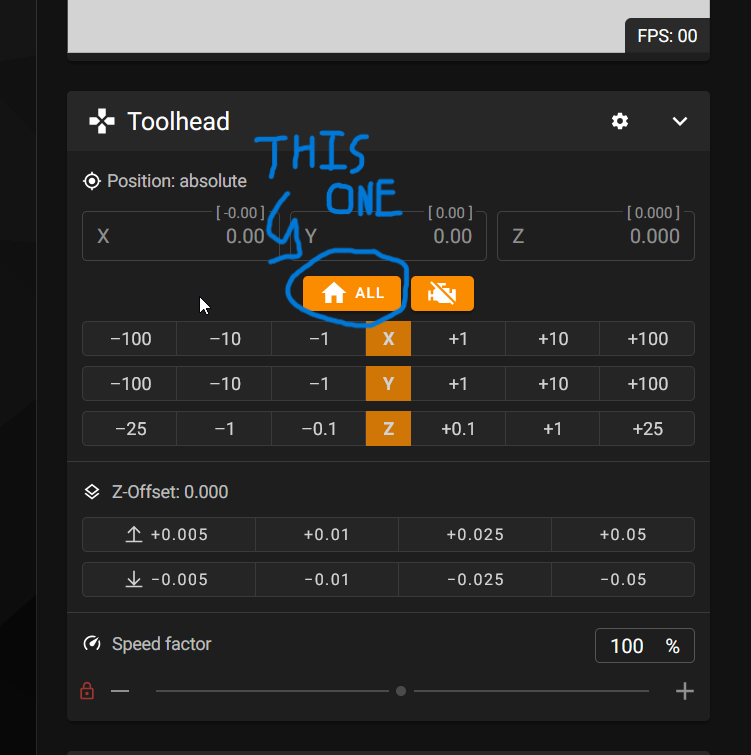 FPS: 00
Toolhead
THIS
ONE
Position: absolute
[ -0.00 ] [ 0.00 ] [ 0.000 ]
X 0.00 Y 0.00 Z 0.000
ALL
−100 −10 −1 X +1 +10 +100
−100 −10 −1 Y +1 +10 +100
−25 −1 −0.1 Z +0.1 +1 +25
Z-Offset: 0.000
+0.005 +0.01 +0.025 +0.05
−0.005 −0.01 −0.025 −0.05
Speed factor 100 %